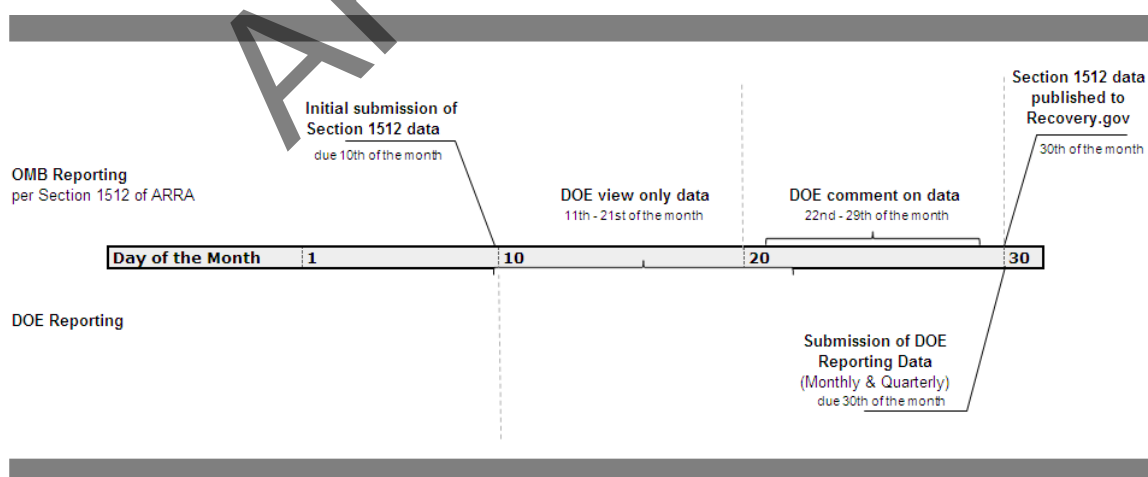 Section 1512 data
published to
Recovery.gov
30th of the month
Initial submission of
Section 1512 data
due 10th of the month
OMB Reporting
per Section 1512 of ARRA
DOE view only data
11th - 21st of the month
DOE comment on data
22nd - 29th of the month
Day of the Month 1 10 20 30
DOE Reporting
Submission of DOE
Reporting Data
(Monthly & Quarterly)
due 30th of the month